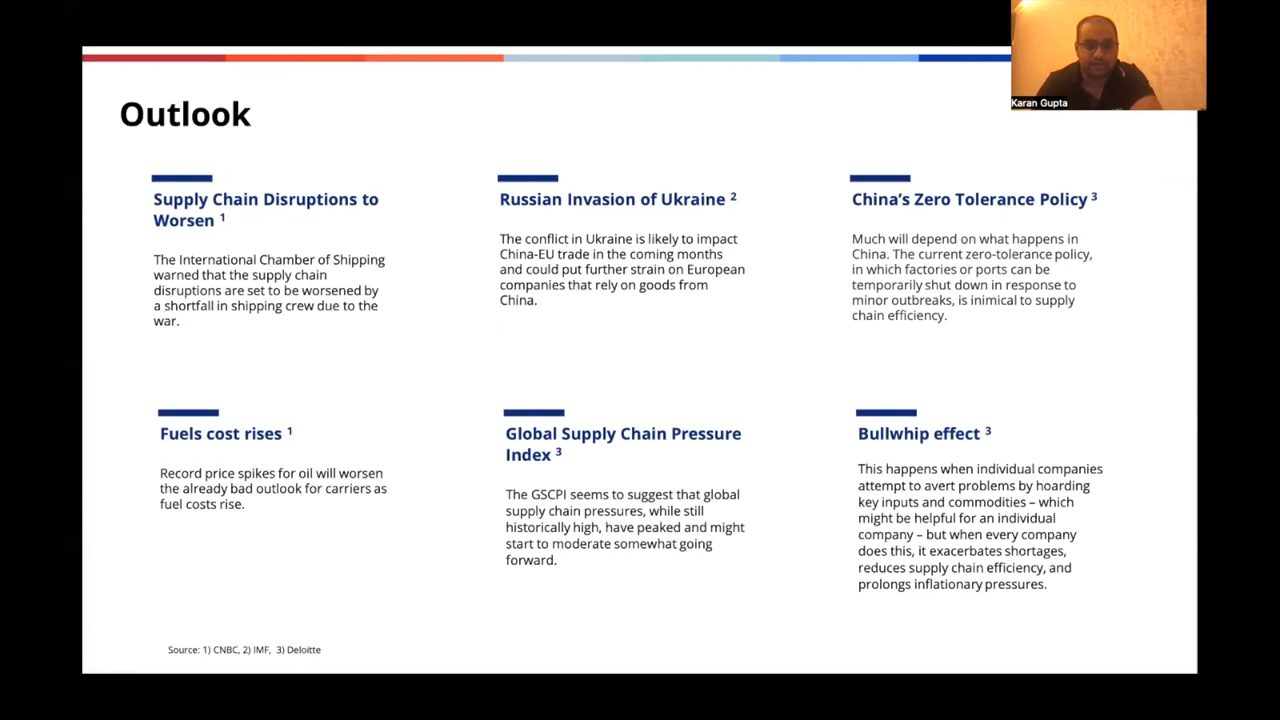 Karan Gupta
Outlook
Supply Chain Disruptions to
Worsen 1
The International Chamber of Shipping
warned that the supply chain
disruptions are set to be worsened by
a shortfall in shipping crew due to the
war.
Russian Invasion of Ukraine 2
The conflict in Ukraine is likely to impact
China-EU trade in the coming months
and could put further strain on European
companies that rely on goods from
China.
China’s Zero Tolerance Policy 3
Much will depend on what happens in
China. The current zero-tolerance policy,
in which factories or ports can be
temporarily shut down in response to
minor outbreaks, is inimical to supply
chain efficiency.
Fuels cost rises 1
Record price spikes for oil will worsen
the already bad outlook for carriers as
fuel costs rise.
Global Supply Chain Pressure
Index 3
The GSCPI seems to suggest that global
supply chain pressures, while still
historically high, have peaked and might
start to moderate somewhat going
forward.
Bullwhip effect 3
This happens when individual companies
attempt to avert problems by hoarding
key inputs and commodities – which
might be helpful for an individual
company – but when every company
does this, it exacerbates shortages,
reduces supply chain efficiency, and
prolongs inflationary pressures.
Source: 1) CNBC, 2) IMF, 3) Deloitte